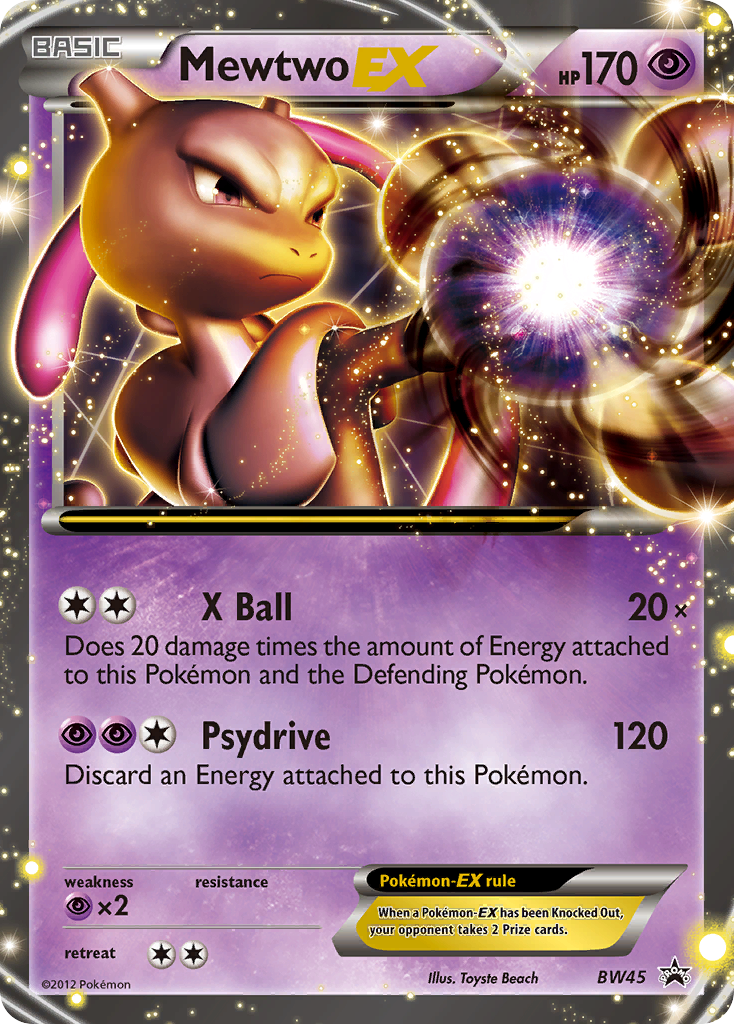 BASIC
Mewtwo EX
HP170
X Ball 20×
Does 20 damage times the amount of Energy attached
to this Pokémon and the Defending Pokémon.
Psydrive 120
Discard an Energy attached to this Pokémon.
weakness resistance
×2
Pokémon-EX rule
When a Pokémon-EX has been Knocked Out,
your opponent takes 2 Prize cards.
retreat
©2012 Pokémon
Illus. Toyste Beach
BW45
PROMO